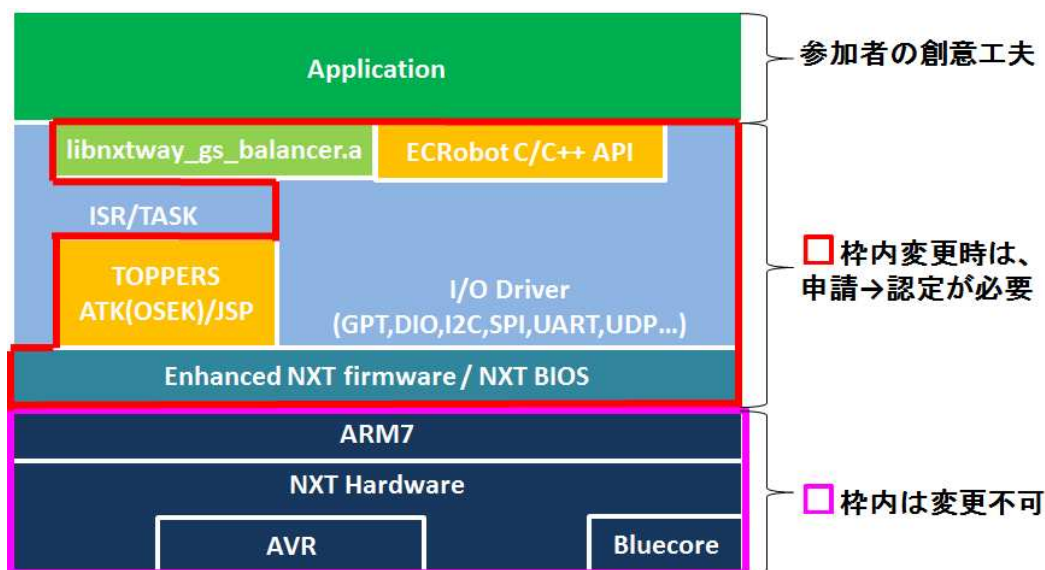 Application
参加者の創意工夫
libnxtway_gs_balancer.a
ECRobot C/C++ API
ISR/TASK
TOPPERS
ATK(OSEK)/JSP
I/O Driver
(GPT,DIO,I2C,SPI,UART,UDP...)
枠内変更時は、
申請→認定が必要
Enhanced NXT firmware / NXT BIOS
ARM7
NXT Hardware
AVR
Bluecore
枠内は変更不可